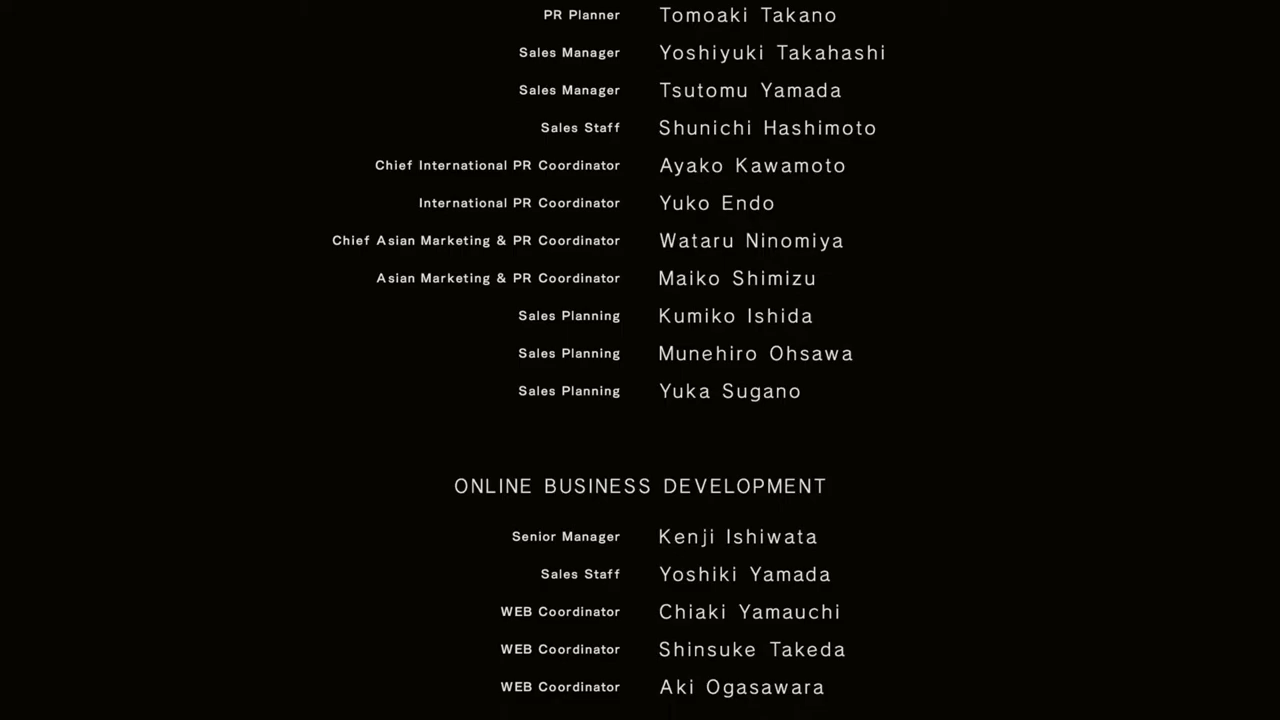 PR Planner Tomoaki Takano
Sales Manager Yoshiyuki Takahashi
Sales Manager Tsutomu Yamada
Sales Staff Shunichi Hashimoto
Chief International PR Coordinator Ayako Kawamoto
International PR Coordinator Yuko Endo
Chief Asian Marketing & PR Coordinator Wataru Ninomiya
Asian Marketing & PR Coordinator Maiko Shimizu
Sales Planning Kumiko Ishida
Sales Planning Munehiro Ohsawa
Sales Planning Yuka Sugano
ONLINE BUSINESS DEVELOPMENT
Senior Manager Kenji Ishiwata
Sales Staff Yoshiki Yamada
WEB Coordinator Chiaki Yamauchi
WEB Coordinator Shinsuke Takeda
WEB Coordinator Aki Ogasawara